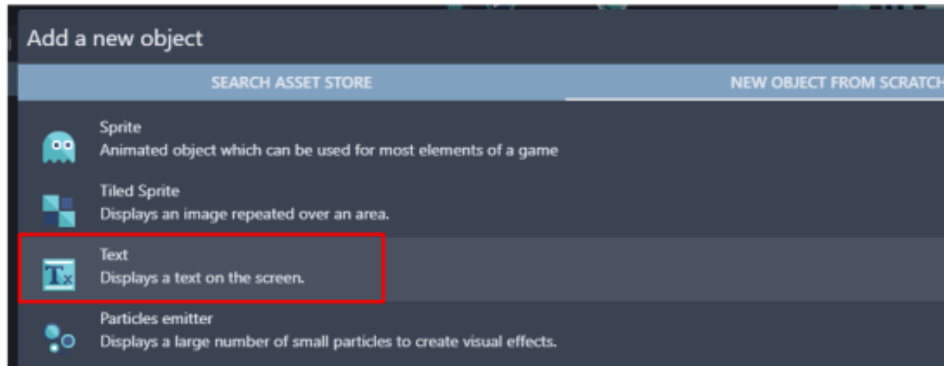 Add a new object
SEARCH ASSET STORE
NEW OBJECT FROM SCRATCH
Sprite
Animated object which can be used for most elements of a game
Tiled Sprite
Displays an image repeated over an area.
Text
Tx
Displays a text on the screen.
Particles emitter
Displays a large number of small particles to create visual effects.